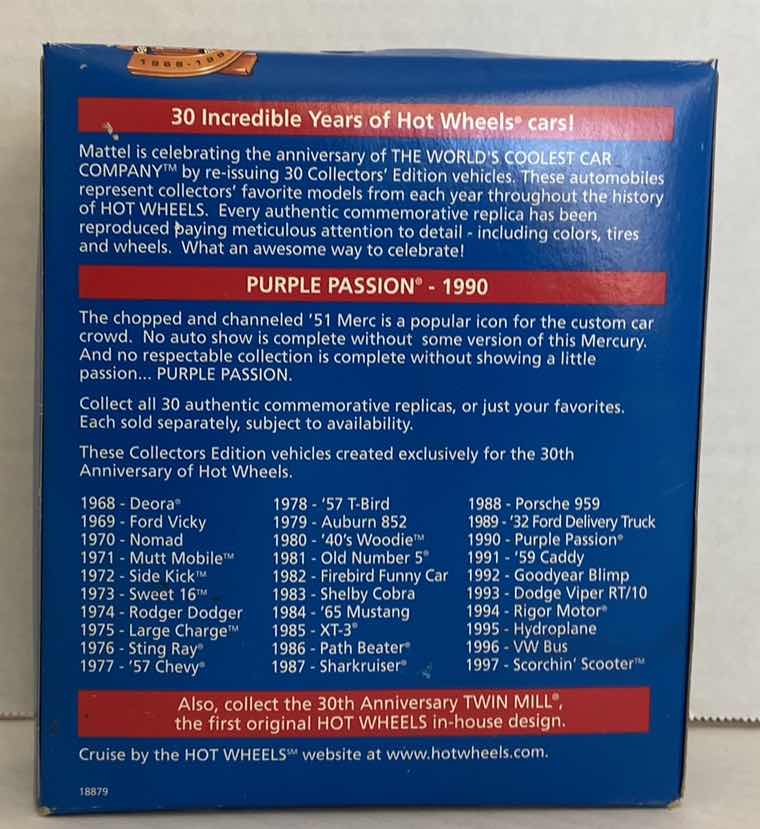 1968-199
30 Incredible Years of Hot Wheels® cars!
Mattel is celebrating the anniversary of THE WORLD'S COOLEST CAR
COMPANY™ by re-issuing 30 Collectors' Edition vehicles. These automobiles
represent collectors' favorite models from each year throughout the history
of HOT WHEELS. Every authentic commemorative replica has been
reproduced paying meticulous attention to detail - including colors, tires
and wheels. What an awesome way to celebrate!
PURPLE PASSION® - 1990
The chopped and channeled '51 Merc is a popular icon for the custom car
crowd. No auto show is complete without some version of this Mercury.
And no respectable collection is complete without showing a little
passion... PURPLE PASSION.
Collect all 30 authentic commemorative replicas, or just your favorites.
Each sold separately, subject to availability.
These Collectors Edition vehicles created exclusively for the 30th
Anniversary of Hot Wheels.
1968 - Deora®
1969 - Ford Vicky
1970 - Nomad
1971 - Mutt Mobile™
1972 - Side Kick™
1973 - Sweet 16™
1974 - Rodger Dodger
1975 - Large Charge™
1976 - Sting Ray®
1977 - '57 Chevy®
1978 - '57 T-Bird
1979 - Auburn 852
1980 - '40's Woodie™
1981 - Old Number 5®
1982 - Firebird Funny Car
1983 - Shelby Cobra
1984 - '65 Mustang
1985 - XT-3®
1986 - Path Beater®
1987 - Sharkruiser®
1988 - Porsche 959
1989 - '32 Ford Delivery Truck
1990 - Purple Passion®
1991 - '59 Caddy
1992 - Goodyear Blimp
1993 - Dodge Viper RT/10
1994 - Rigor Motor®
1995 - Hydroplane
1996 - VW Bus
1997 - Scorchin' Scooter™
Also, collect the 30th Anniversary TWIN MILL®,
the first original HOT WHEELS in-house design.
Cruise by the HOT WHEELS℠ website at www.hotwheels.com.
18879